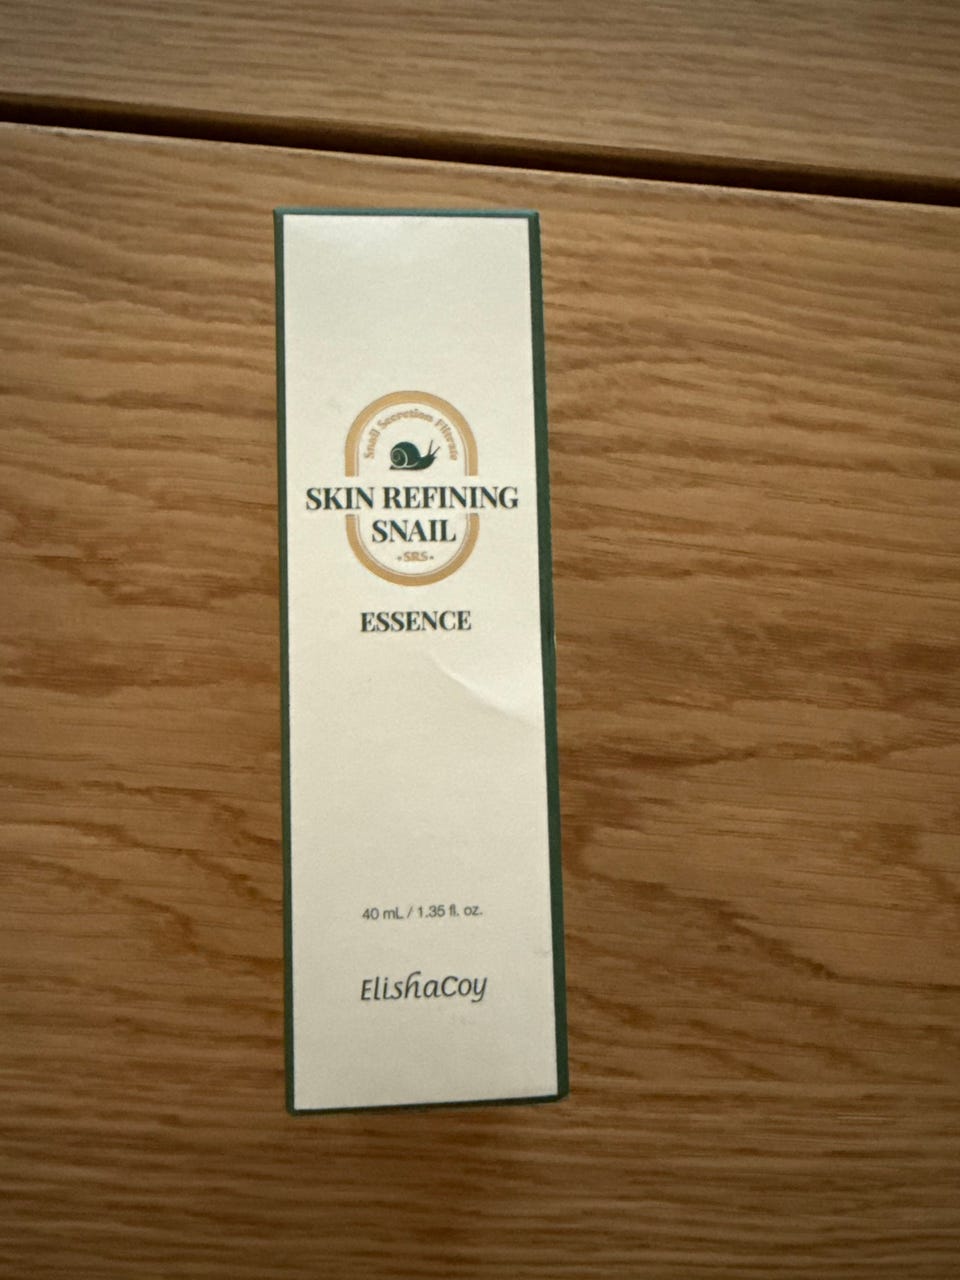 Snail Secretion Filtrate
SKIN REFINING
SNAIL
•SRS•
ESSENCE
40 mL / 1.35 fl. oz.
ElishaCoy